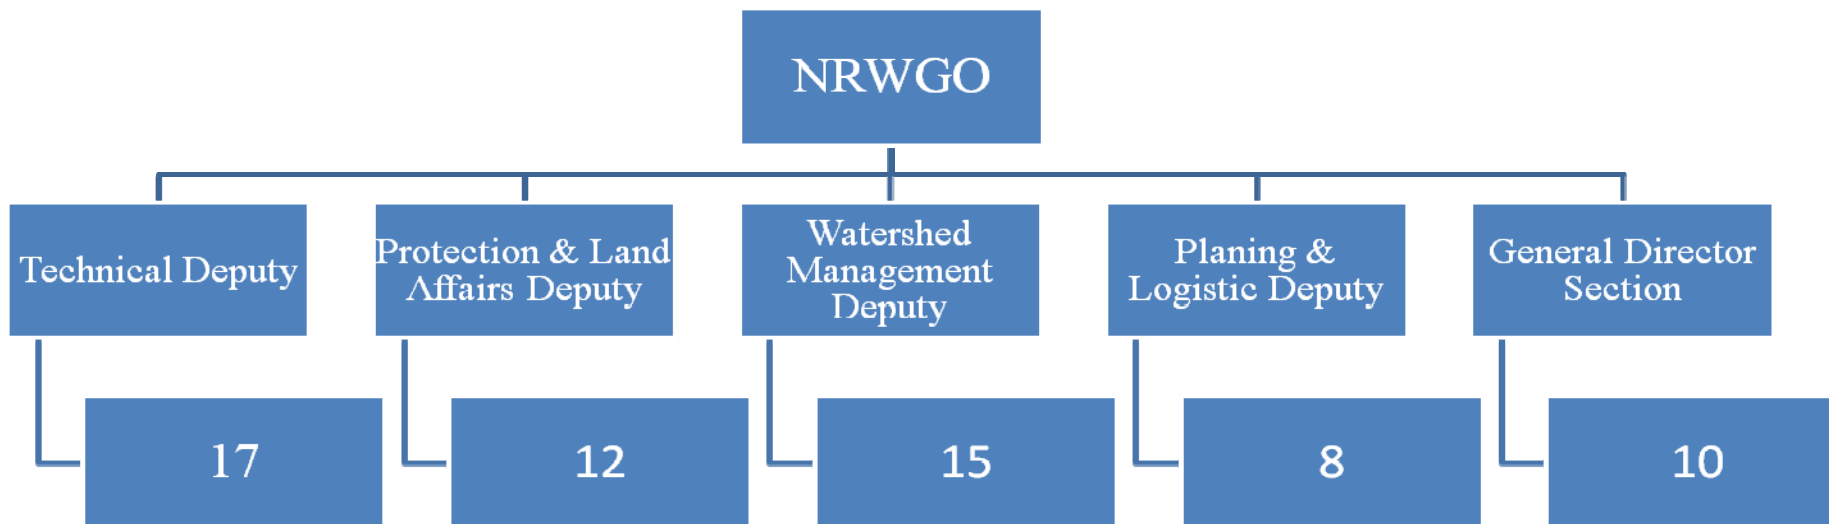 NRWGO
Technical Deputy
Protection & Land
Affairs Deputy
Watershed
Management
Deputy
Planing &
Logistic Deputy
General Director
Section
17
12
15
8
10